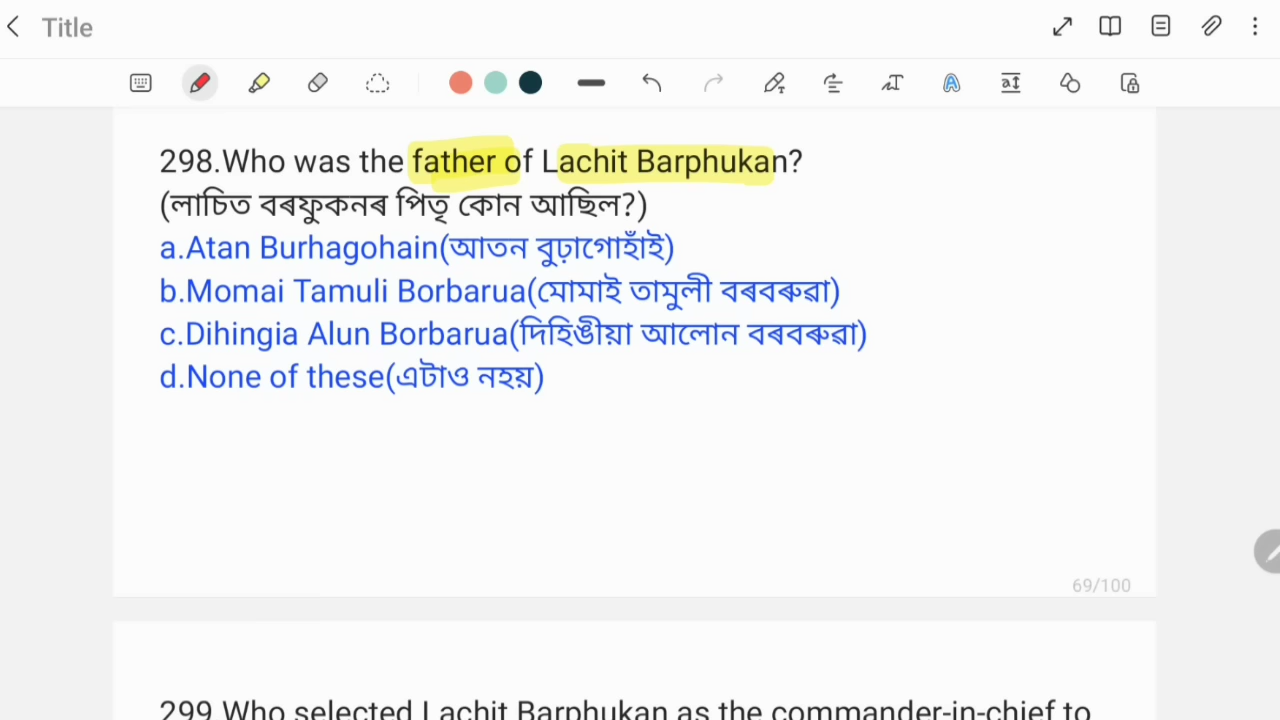 Title
298.Who was the father of Lachit Barphukan?
(লাচিত বৰফুকনৰ পিতৃ কোন আছিল?)
a.Atan Burhagohain(আতন বুঢ়াগোহাঁই)
b.Momai Tamuli Borbarua(মোমাই তামুলী বৰবৰুৱা)
c.Dihingia Alun Borbarua(দিহিঙীয়া আলোন বৰবৰুৱা)
d.None of these(এটাও নহয়)
69/100
299.Who selected Lachit Barphukan as the commander-in-chief to